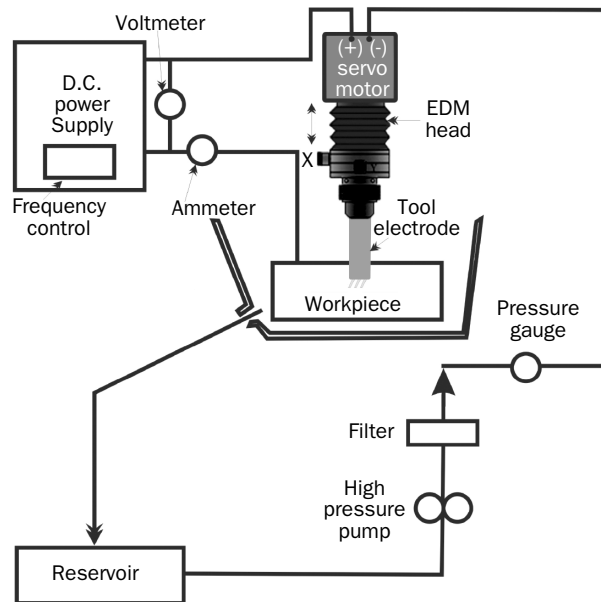 Voltmeter
D.C.
power
Supply
Frequency
control
Ammeter
(+) (-)
servo
motor
EDM
head
X
Y
Tool
electrode
Workpiece
Pressure
gauge
Filter
High
pressure
pump
Reservoir